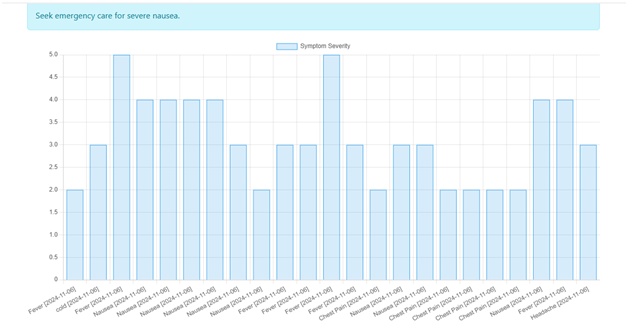 Seek emergency care for severe nausea.
Symptom Severity
5.0
4.5
4.0
3.5
3.0
2.5
2.0
1.5
1.0
0.5
0
Fever [2024-11-06]
cold [2024-11-06]
Fever [2024-11-06]
Nausea [2024-11-06]
Nausea [2024-11-06]
Nausea [2024-11-06]
Nausea [2024-11-06]
Nausea [2024-11-06]
Nausea [2024-11-06]
Fever [2024-11-06]
Fever [2024-11-06]
Fever [2024-11-06]
Fever [2024-11-06]
Chest Pain [2024-11-06]
Nausea [2024-11-06]
Nausea [2024-11-06]
Chest Pain [2024-11-06]
Chest Pain [2024-11-06]
Chest Pain [2024-11-06]
Chest Pain [2024-11-06]
Nausea [2024-11-06]
Fever [2024-11-06]
Headache [2024-11-06]